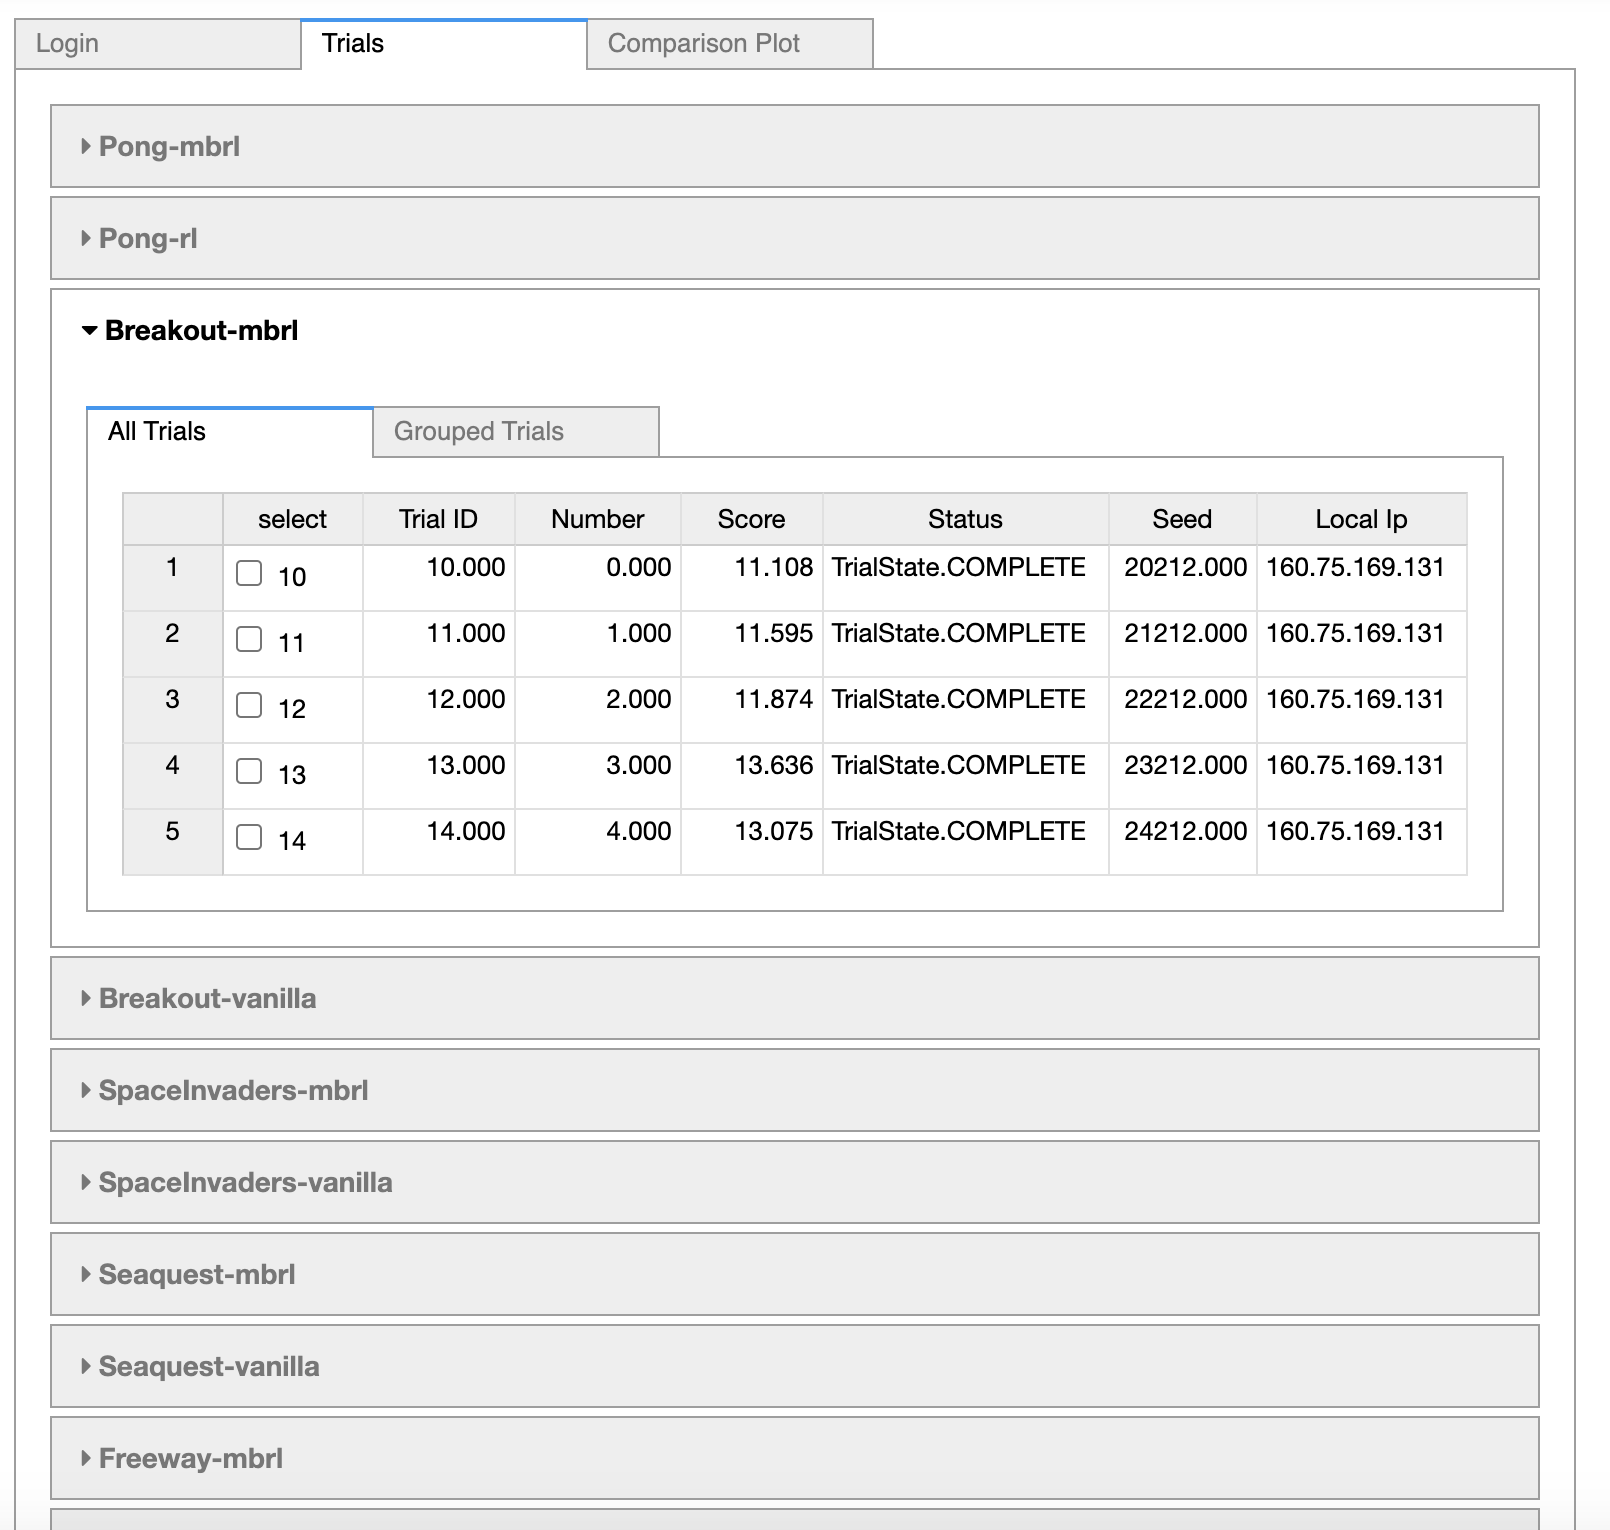 Login Trials Comparison Plot
Pong-mbrl
Pong-rl
Breakout-mbrl
All Trials Grouped Trials
select Trial ID Number Score Status Seed Local Ip
1 10 10.000 0.000 11.108 TrialState.COMPLETE 20212.000 160.75.169.131
2 11 11.000 1.000 11.595 TrialState.COMPLETE 21212.000 160.75.169.131
3 12 12.000 2.000 11.874 TrialState.COMPLETE 22212.000 160.75.169.131
4 13 13.000 3.000 13.636 TrialState.COMPLETE 23212.000 160.75.169.131
5 14 14.000 4.000 13.075 TrialState.COMPLETE 24212.000 160.75.169.131
Breakout-vanilla
SpaceInvaders-mbrl
SpaceInvaders-vanilla
Seaquest-mbrl
Seaquest-vanilla
Freeway-mbrl